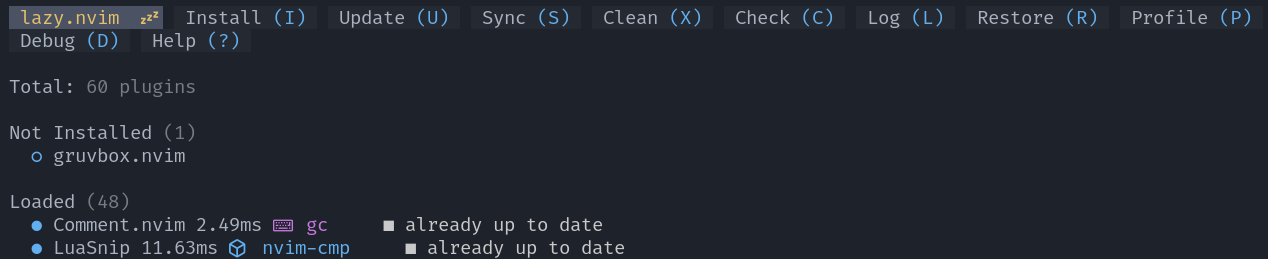 lazy.nvim 💤 Install (I) Update (U) Sync (S) Clean (X) Check (C) Log (L) Restore (R) Profile (P)
Debug (D) Help (?)
Total: 60 plugins
Not Installed (1)
○ gruvbox.nvim
Loaded (48)
● Comment.nvim 2.49ms ⌨ gc ■ already up to date
● LuaSnip 11.63ms nvim-cmp ■ already up to date